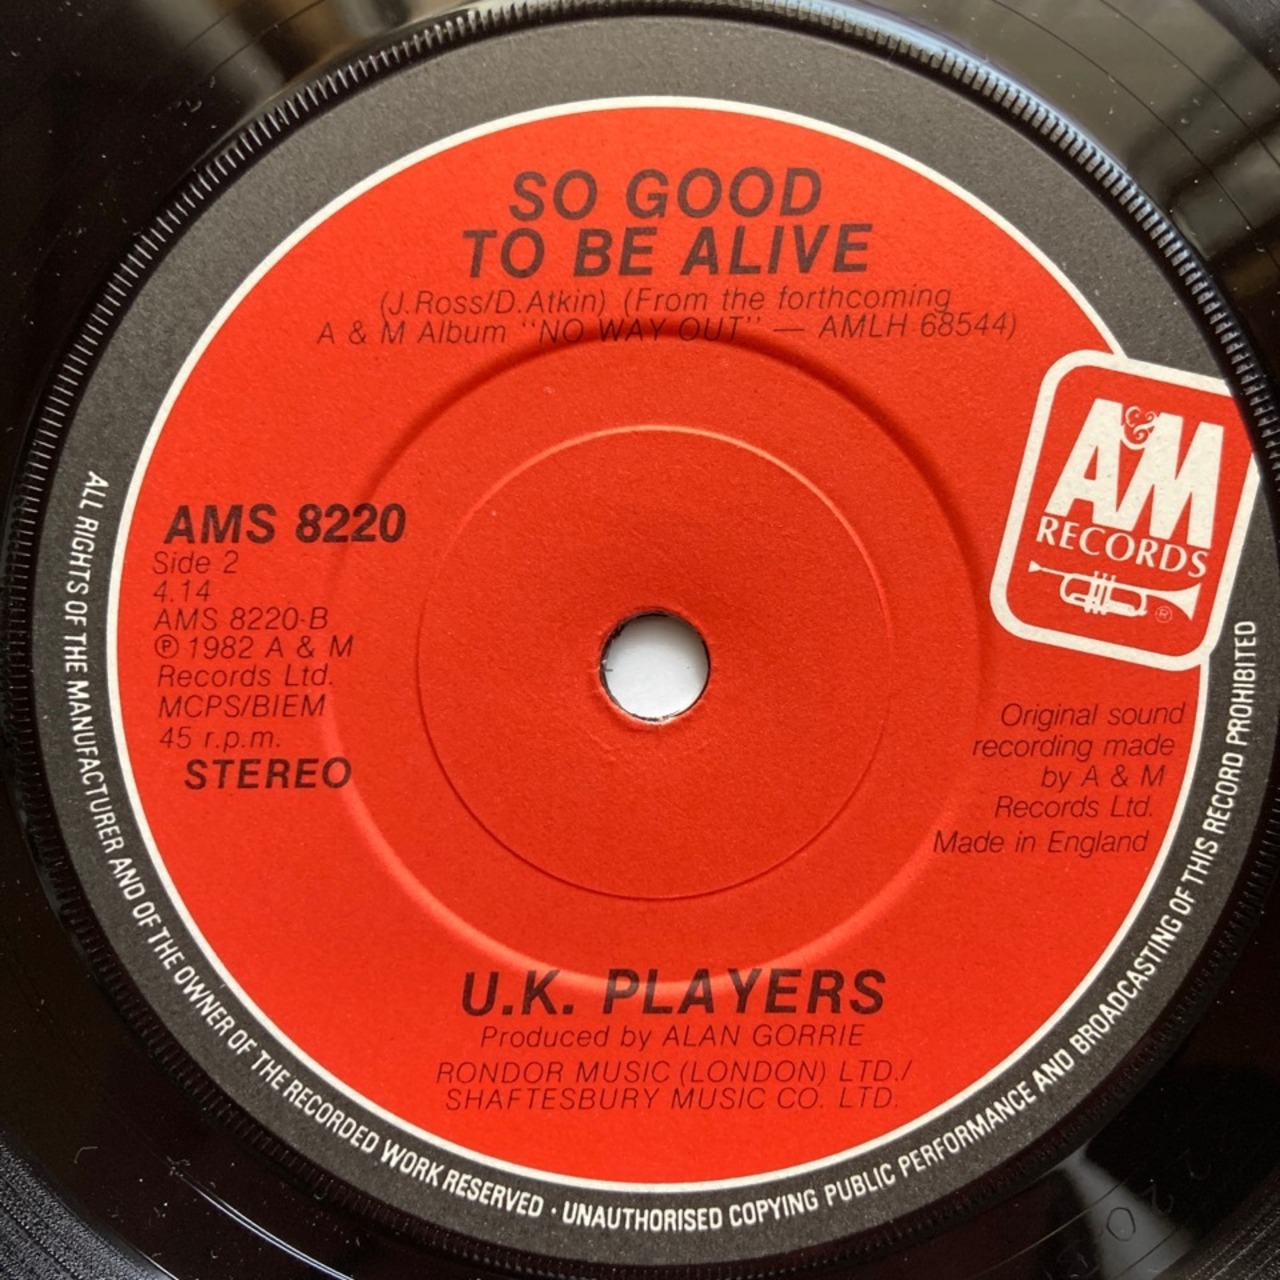 SO GOOD
TO BE ALIVE
(J.Ross/D.Atkin) (From the forthcoming
A & M Album "NO WAY OUT" — AMLH 68544)
A&M
RECORDS
®
AMS 8220
Side 2
4.14
AMS 8220-B
℗ 1982 A & M
Records Ltd.
MCPS/BIEM
45 r.p.m.
STEREO
Original sound
recording made
by A & M
Records Ltd.
Made in England
U.K. PLAYERS
Produced by ALAN GORRIE
RONDOR MUSIC (LONDON) LTD./
SHAFTESBURY MUSIC CO. LTD.
ALL RIGHTS OF THE MANUFACTURER AND OF THE OWNER OF THE RECORDED WORK RESERVED · UNAUTHORISED COPYING PUBLIC PERFORMANCE AND BROADCASTING OF THIS RECORD PROHIBITED